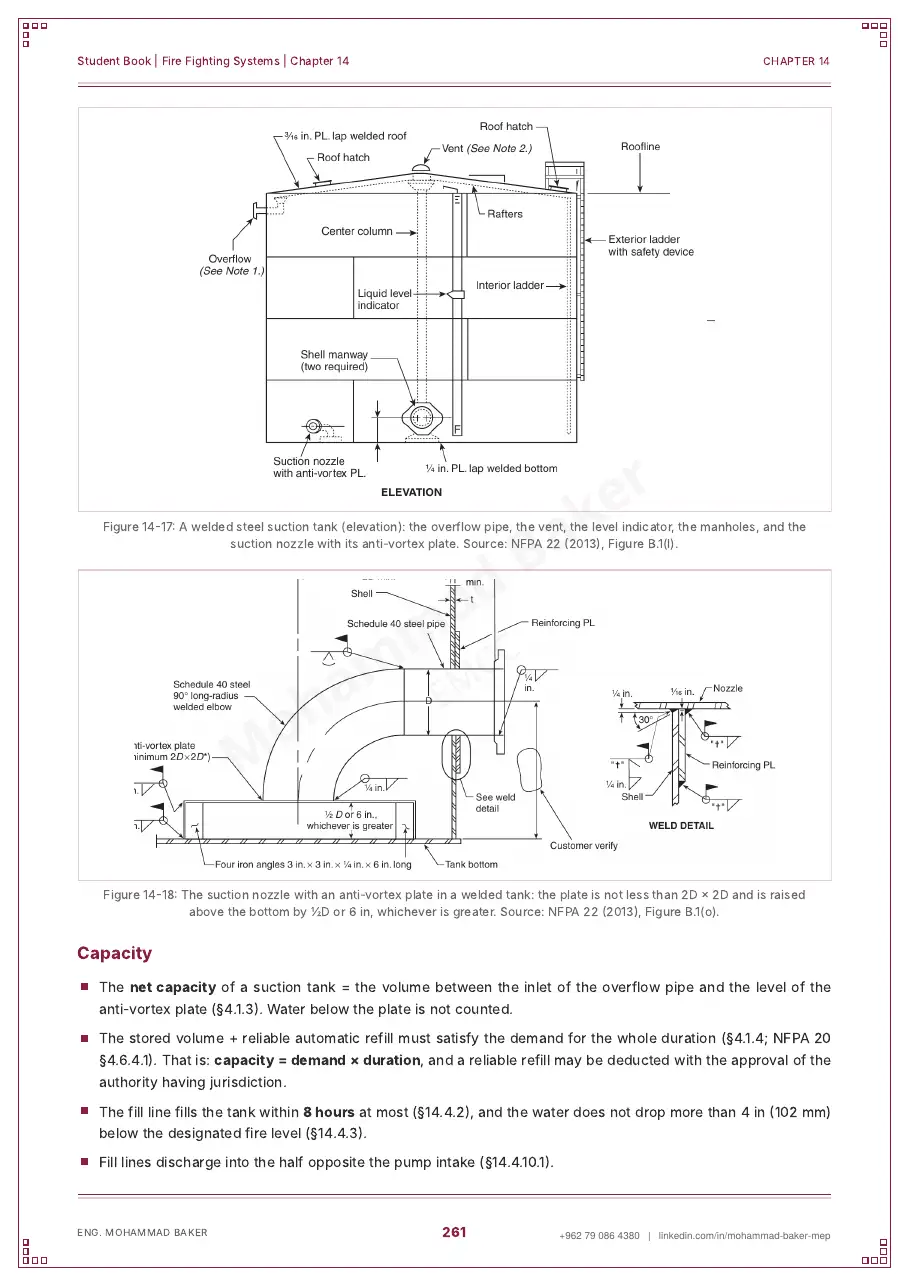 Student Book | Fire Fighting Systems | Chapter 14
CHAPTER 14
3/16 in. PL. lap welded roof
Roof hatch
Vent (See Note 2.)
Roof hatch
Roofline
Rafters
Center column
Overflow
(See Note 1.)
Exterior ladder
with safety device
Liquid level
indicator
Interior ladder
Shell manway
(two required)
F
Suction nozzle
with anti-vortex PL.
¼ in. PL. lap welded bottom
ELEVATION
Figure 14-17: A welded steel suction tank (elevation): the overflow pipe, the vent, the level indicator, the manholes, and the
suction nozzle with its anti-vortex plate. Source: NFPA 22 (2013), Figure B.1(l).
min.
Shell
t
Schedule 40 steel pipe
Reinforcing PL
Schedule 40 steel
90° long-radius
welded elbow
D
¼
in.
nti-vortex plate
inimum 2D×2D*)
¼ in.
½ D or 6 in.,
whichever is greater
See weld
detail
Customer verify
Four iron angles 3 in. × 3 in. × ¼ in. × 6 in. long
Tank bottom
¼ in.
1/16 in.
Nozzle
30°
"t"
"t"
Reinforcing PL
¼ in.
Shell
"t"
WELD DETAIL
Figure 14-18: The suction nozzle with an anti-vortex plate in a welded tank: the plate is not less than 2D × 2D and is raised
above the bottom by ½D or 6 in, whichever is greater. Source: NFPA 22 (2013), Figure B.1(o).
Capacity
The net capacity of a suction tank = the volume between the inlet of the overflow pipe and the level of the
anti-vortex plate (§4.1.3). Water below the plate is not counted.
The stored volume + reliable automatic refill must satisfy the demand for the whole duration (§4.1.4; NFPA 20
§4.6.4.1). That is: capacity = demand × duration, and a reliable refill may be deducted with the approval of the
authority having jurisdiction.
The fill line fills the tank within 8 hours at most (§14.4.2), and the water does not drop more than 4 in (102 mm)
below the designated fire level (§14.4.3).
Fill lines discharge into the half opposite the pump intake (§14.4.10.1).
ENG. MOHAMMAD BAKER
261
+962 79 086 4380 | linkedin.com/in/mohammad-baker-mep
Mohammad Baker